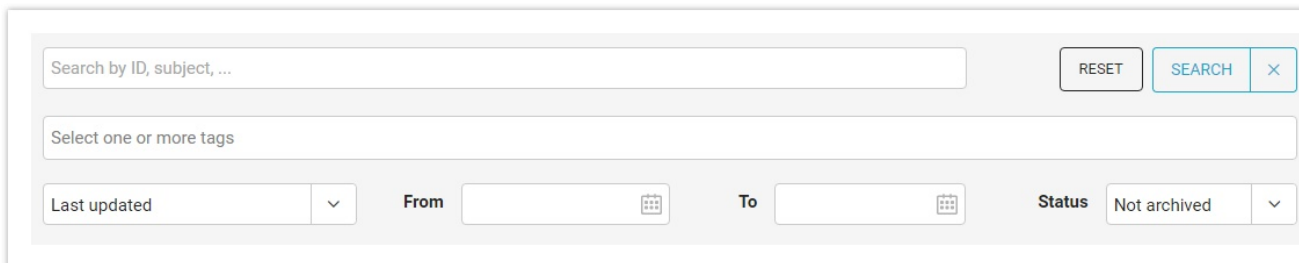 Search by ID, subject, ... RESET SEARCH
Select one or more tags
Last updated From To Status Not archived